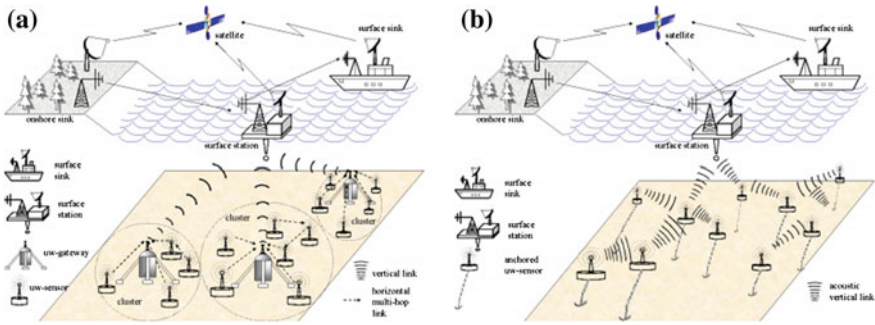 (a)
surface sink
satellite
onshore sink
surface station
surface
sink
surface
station
uw-gateway
uw-sensor
cluster
cluster
cluster
vertical link
horizontal
multi-hop
link
(b)
surface sink
satellite
onshore sink
surface station
surface
sink
surface
station
anchored
uw-sensor
acoustic
vertical link